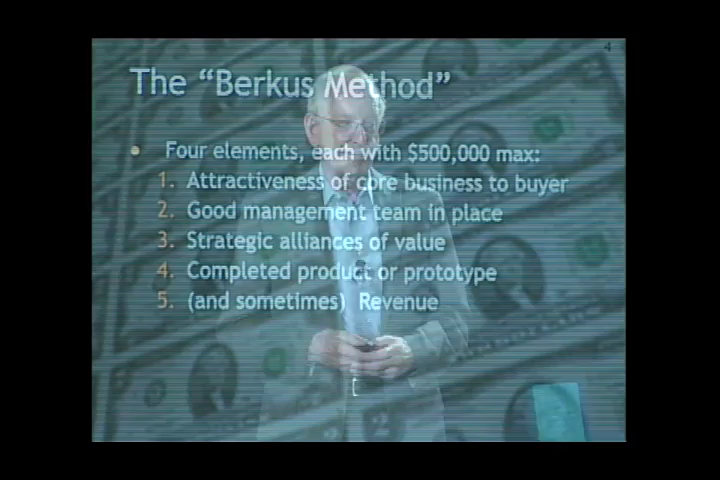 4
The “Berkus Method”
• Four elements, each with $500,000 max:
1. Attractiveness of core business to buyer
2. Good management team in place
3. Strategic alliances of value
4. Completed product or prototype
5. (and sometimes) Revenue